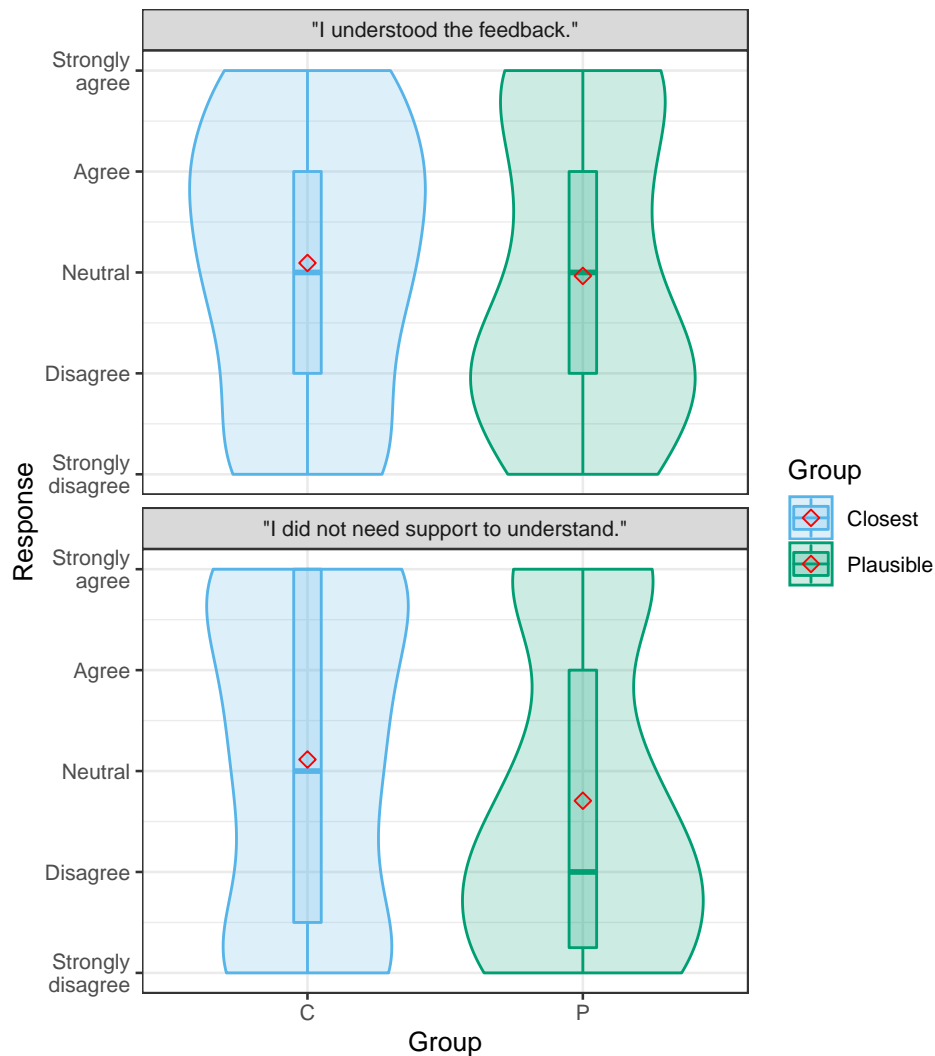 "I understood the feedback."
Strongly
agree
Agree
Neutral
Disagree
Strongly
disagree
"I did not need support to understand."
Strongly
agree
Agree
Neutral
Disagree
Strongly
disagree
Response
C
P
Group
Group
Closest
Plausible